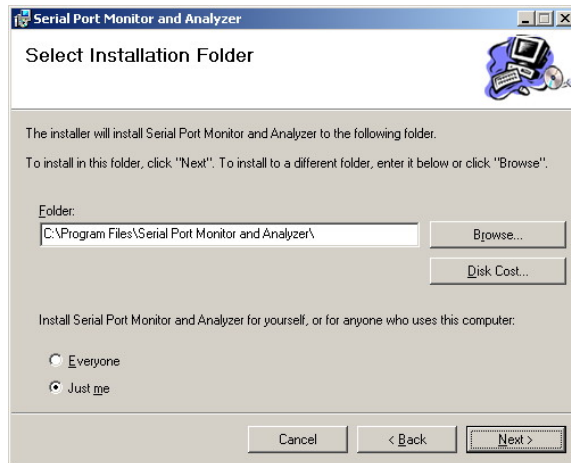 Serial Port Monitor and Analyzer
Select Installation Folder
The installer will install Serial Port Monitor and Analyzer to the following folder.
To install in this folder, click "Next". To install to a different folder, enter it below or click "Browse".
Folder:
C:\Program Files\Serial Port Monitor and Analyzer\
Browse...
Disk Cost...
Install Serial Port Monitor and Analyzer for yourself, or for anyone who uses this computer:
Everyone
Just me
Cancel
< Back
Next >